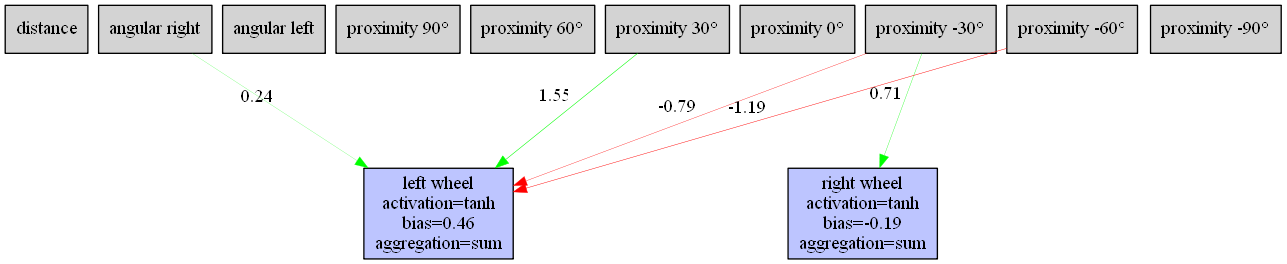 distance
angular right
angular left
proximity 90°
proximity 60°
proximity 30°
proximity 0°
proximity -30°
proximity -60°
proximity -90°
0.24
1.55
-0.79
-1.19
0.71
left wheel
activation=tanh
bias=0.46
aggregation=sum
right wheel
activation=tanh
bias=-0.19
aggregation=sum